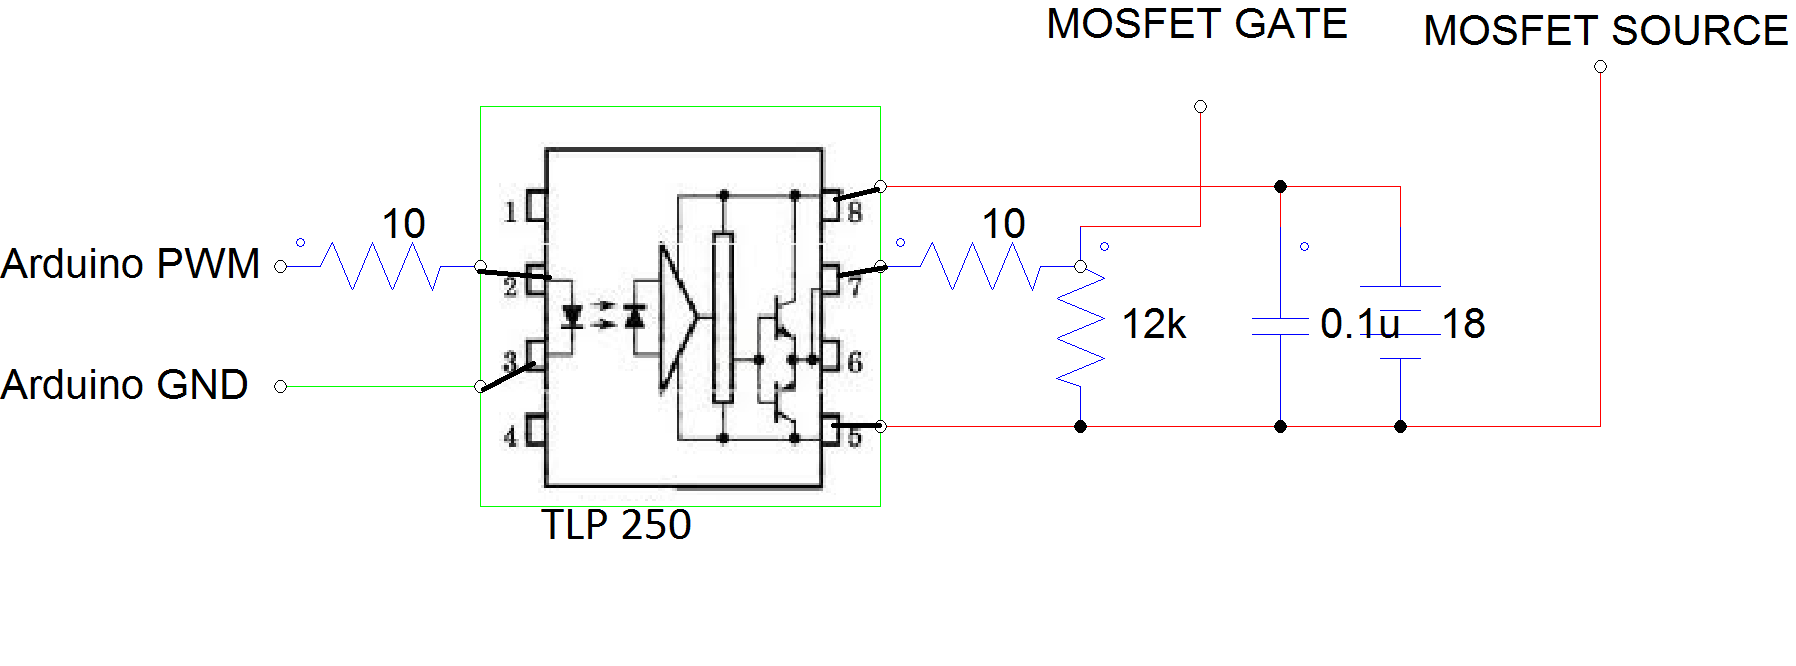 MOSFET GATE
MOSFET SOURCE
1
8
10
10
Arduino PWM
2
7
12k
0.1u
18
3
6
Arduino GND
4
5
TLP 250